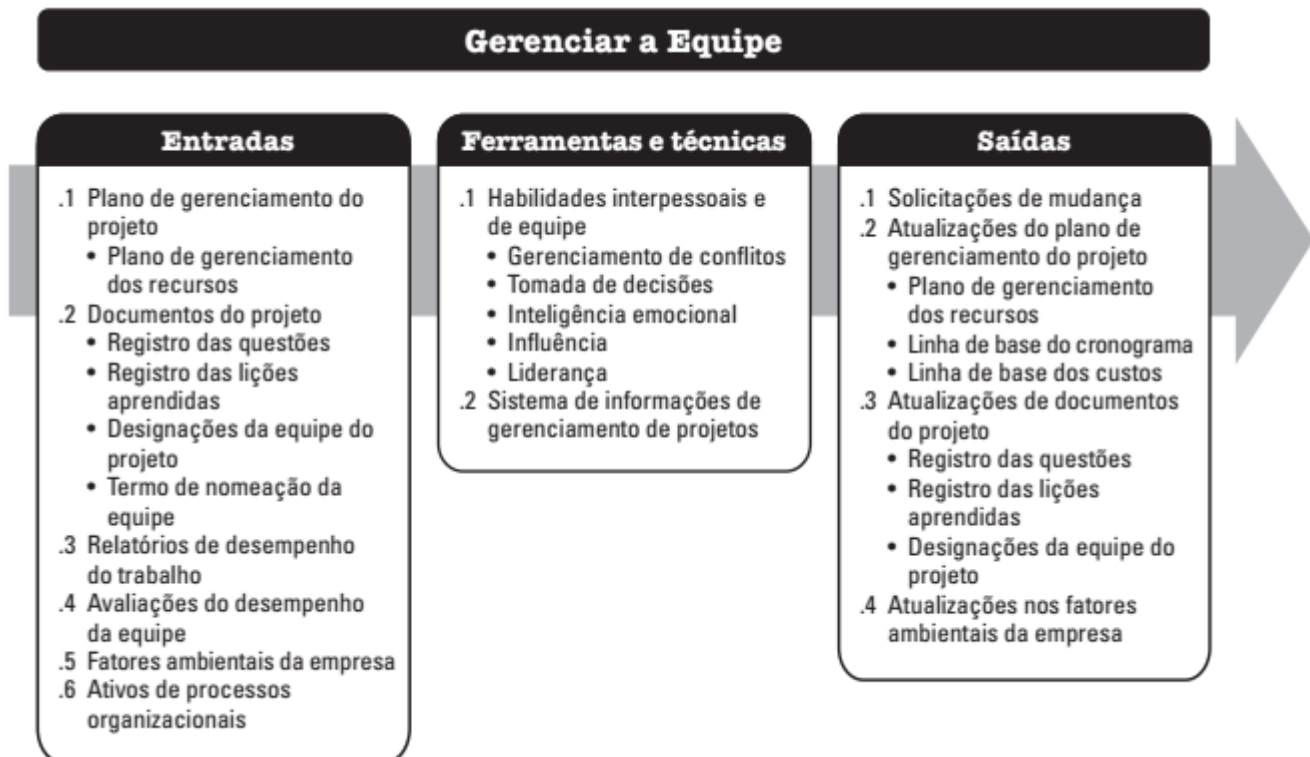 Gerenciar a Equipe
Entradas
.1 Plano de gerenciamento do
projeto
• Plano de gerenciamento
dos recursos
.2 Documentos do projeto
• Registro das questões
• Registro das lições
aprendidas
• Designações da equipe do
projeto
• Termo de nomeação da
equipe
.3 Relatórios de desempenho
do trabalho
.4 Avaliações do desempenho
da equipe
.5 Fatores ambientais da empresa
.6 Ativos de processos
organizacionais
Ferramentas e técnicas
.1 Habilidades interpessoais e
de equipe
• Gerenciamento de conflitos
• Tomada de decisões
• Inteligência emocional
• Influência
• Liderança
.2 Sistema de informações de
gerenciamento de projetos
Saídas
.1 Solicitações de mudança
.2 Atualizações do plano de
gerenciamento do projeto
• Plano de gerenciamento
dos recursos
• Linha de base do cronograma
• Linha de base dos custos
.3 Atualizações de documentos
do projeto
• Registro das questões
• Registro das lições
aprendidas
• Designações da equipe do
projeto
.4 Atualizações nos fatores
ambientais da empresa